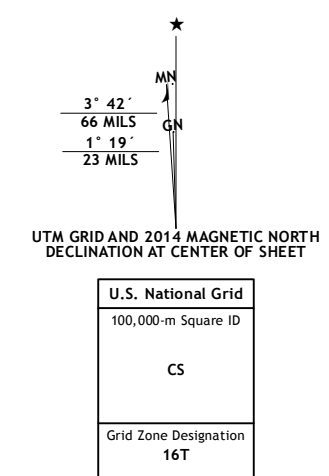 ★
MN
3° 42´
66 MILS
GN
1° 19´
23 MILS
UTM GRID AND 2014 MAGNETIC NORTH
DECLINATION AT CENTER OF SHEET
U.S. National Grid
100,000-m Square ID
CS
Grid Zone Designation
16T